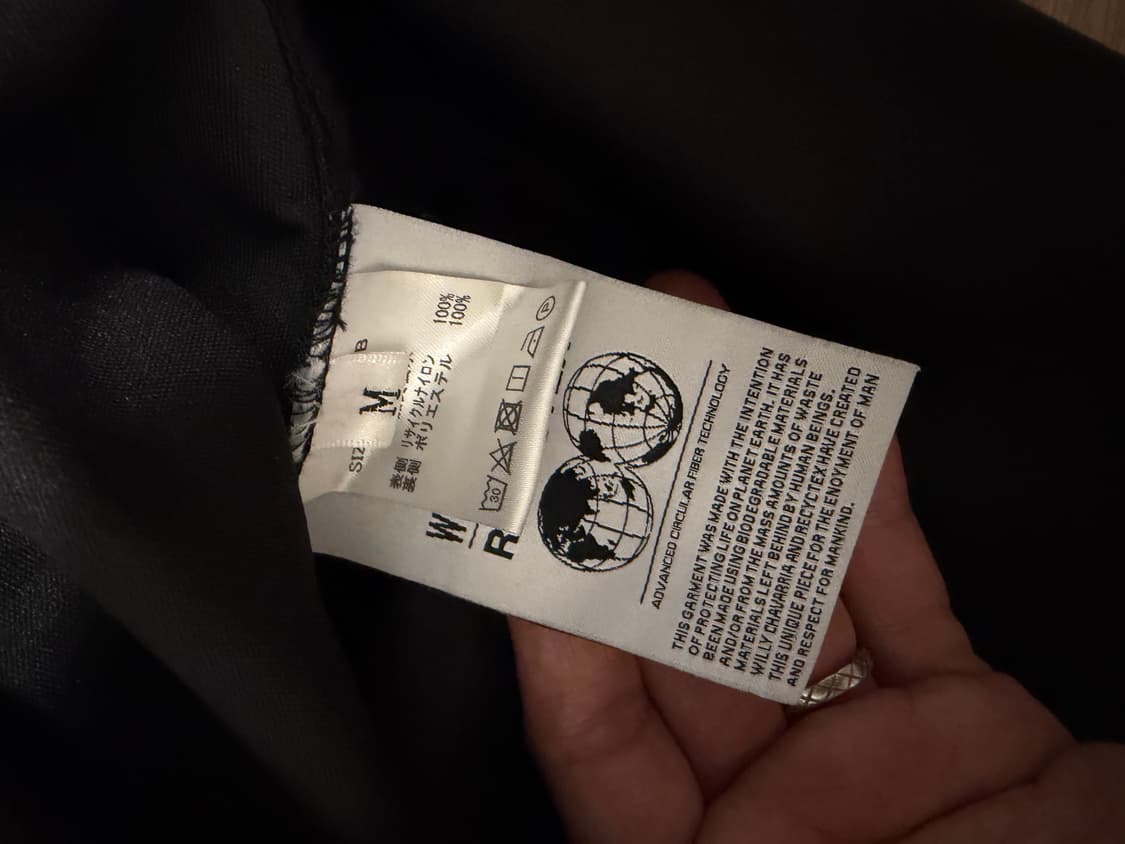 B
M
表側 リサイクルナイロン 100%
裏側 ポリエステル 100%
30
P
W
R
ADVANCED CIRCULAR FIBER TECHNOLOGY
THIS GARMENT WAS MADE WITH THE INTENTION
OF PROTECTING LIFE ON PLANET EARTH. IT HAS
BEEN MADE USING BIODEGRADABLE MATERIALS
AND/OR FROM THE MASS AMOUNTS OF WASTE
MATERIALS LEFT BEHIND BY HUMAN BEINGS.
WILLY CHAVARRIA AND RECYCTEX HAVE CREATED
THIS UNIQUE PIECE FOR THE ENOYMENT OF MAN
AND RESPECT FOR MANKIND.